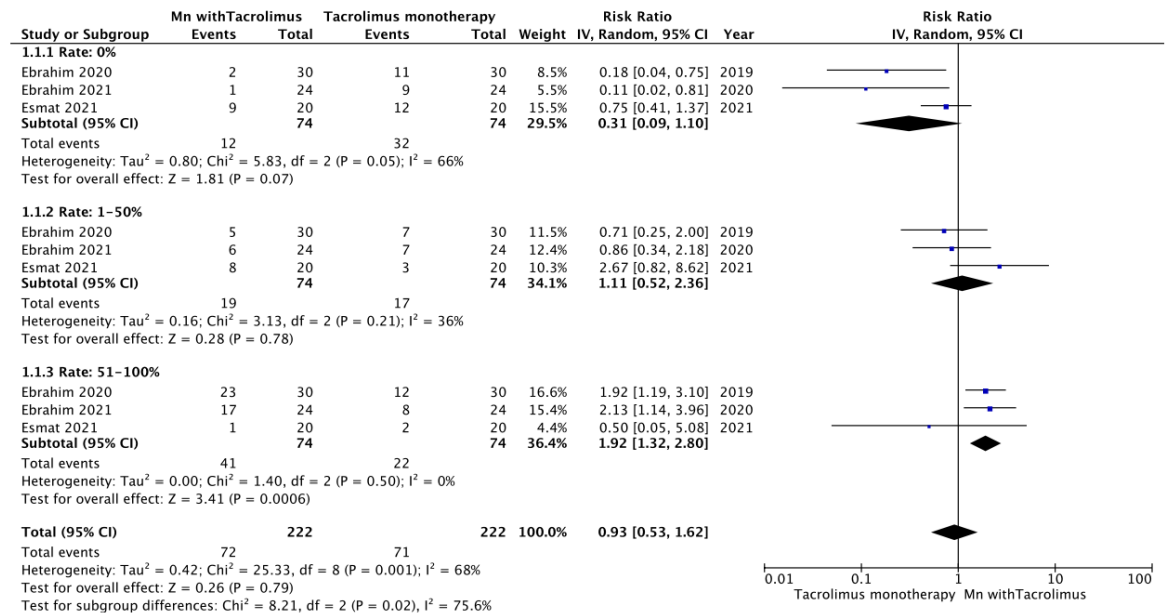 Mn withTacrolimus Tacrolimus monotherapy Risk Ratio Risk Ratio
Study or Subgroup Events Total Events Total Weight IV, Random, 95% CI Year IV, Random, 95% CI
1.1.1 Rate: 0%
Ebrahim 2020 2 30 11 30 8.5% 0.18 [0.04, 0.75] 2019
Ebrahim 2021 1 24 9 24 5.5% 0.11 [0.02, 0.81] 2020
Esmat 2021 9 20 12 20 15.5% 0.75 [0.41, 1.37] 2021
Subtotal (95% CI) 74 74 29.5% 0.31 [0.09, 1.10]
Total events 12 32
Heterogeneity: Tau² = 0.80; Chi² = 5.83, df = 2 (P = 0.05); I² = 66%
Test for overall effect: Z = 1.81 (P = 0.07)
1.1.2 Rate: 1-50%
Ebrahim 2020 5 30 7 30 11.5% 0.71 [0.25, 2.00] 2019
Ebrahim 2021 6 24 7 24 12.4% 0.86 [0.34, 2.18] 2020
Esmat 2021 8 20 3 20 10.3% 2.67 [0.82, 8.62] 2021
Subtotal (95% CI) 74 74 34.1% 1.11 [0.52, 2.36]
Total events 19 17
Heterogeneity: Tau² = 0.16; Chi² = 3.13, df = 2 (P = 0.21); I² = 36%
Test for overall effect: Z = 0.28 (P = 0.78)
1.1.3 Rate: 51-100%
Ebrahim 2020 23 30 12 30 16.6% 1.92 [1.19, 3.10] 2019
Ebrahim 2021 17 24 8 24 15.4% 2.13 [1.14, 3.96] 2020
Esmat 2021 1 20 2 20 4.4% 0.50 [0.05, 5.08] 2021
Subtotal (95% CI) 74 74 36.4% 1.92 [1.32, 2.80]
Total events 41 22
Heterogeneity: Tau² = 0.00; Chi² = 1.40, df = 2 (P = 0.50); I² = 0%
Test for overall effect: Z = 3.41 (P = 0.0006)
Total (95% CI) 222 222 100.0% 0.93 [0.53, 1.62]
Total events 72 71
Heterogeneity: Tau² = 0.42; Chi² = 25.33, df = 8 (P = 0.001); I² = 68%
Test for overall effect: Z = 0.26 (P = 0.79)
Test for subgroup differences: Chi² = 8.21, df = 2 (P = 0.02), I² = 75.6%
0.01 0.1 1 10 100
Tacrolimus monotherapy Mn withTacrolimus